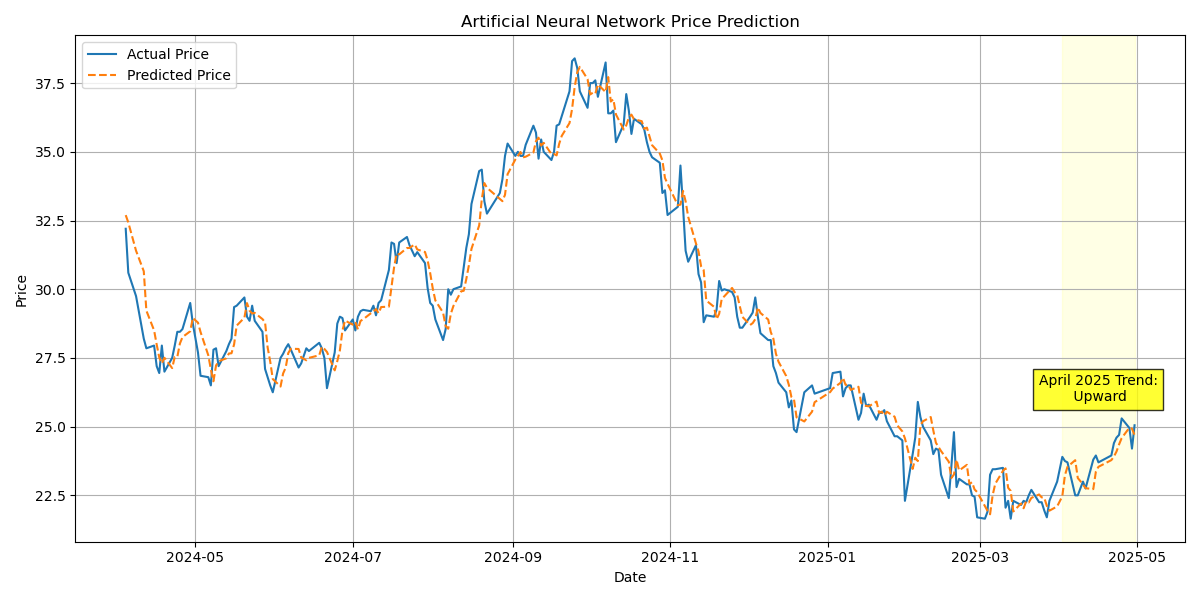 Artificial Neural Network Price Prediction
Actual Price
Predicted Price
37.5
35.0
32.5
30.0
27.5
25.0
22.5
Price
April 2025 Trend:
Upward
2024-05
2024-07
2024-09
2024-11
2025-01
2025-03
2025-05
Date